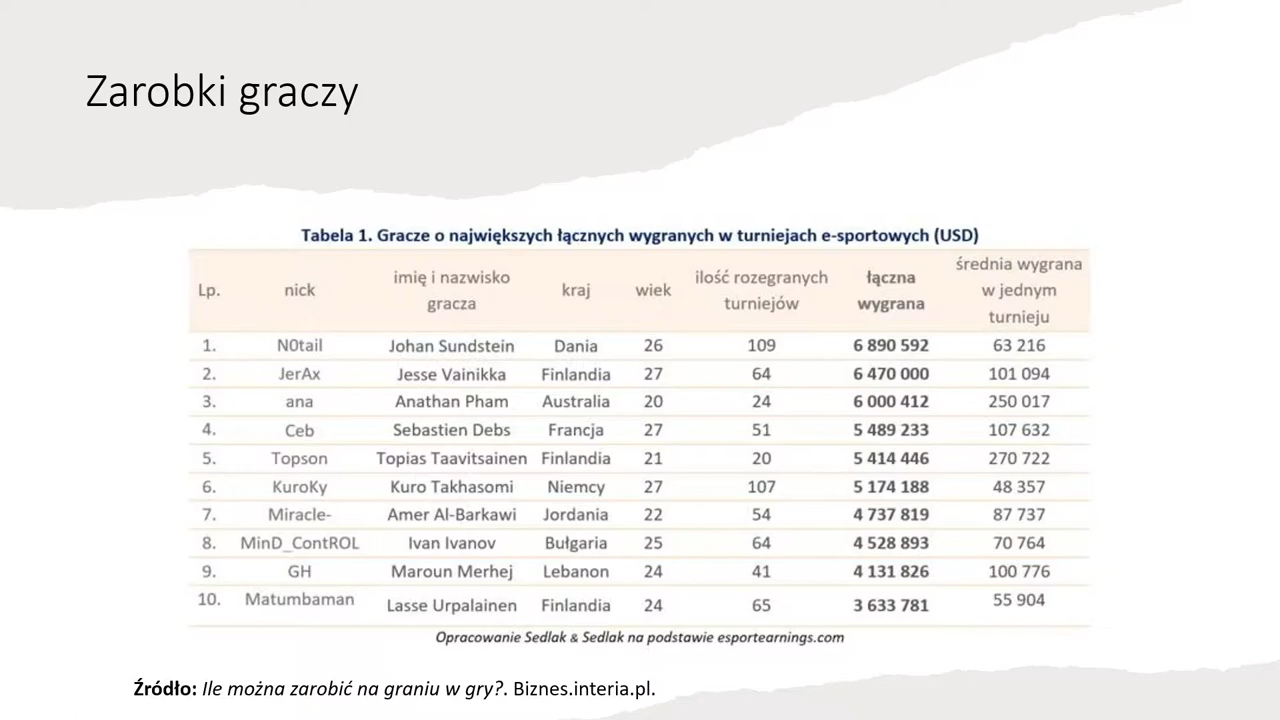 Zarobki graczy
Tabela 1. Gracze o największych łącznych wygranych w turniejach e-sportowych (USD)
Lp. nick imię i nazwisko gracza kraj wiek ilość rozegranych turniejów łączna wygrana średnia wygrana w jednym turnieju
1. N0tail Johan Sundstein Dania 26 109 6 890 592 63 216
2. JerAx Jesse Vainikka Finlandia 27 64 6 470 000 101 094
3. ana Anathan Pham Australia 20 24 6 000 412 250 017
4. Ceb Sebastien Debs Francja 27 51 5 489 233 107 632
5. Topson Topias Taavitsainen Finlandia 21 20 5 414 446 270 722
6. KuroKy Kuro Takhasomi Niemcy 27 107 5 174 188 48 357
7. Miracle- Amer Al-Barkawi Jordania 22 54 4 737 819 87 737
8. MinD_ContROL Ivan Ivanov Bułgaria 25 64 4 528 893 70 764
9. GH Maroun Merhej Lebanon 24 41 4 131 826 100 776
10. Matumbaman Lasse Urpalainen Finlandia 24 65 3 633 781 55 904
Opracowanie Sedlak & Sedlak na podstawie esportearnings.com
Źródło: Ile można zarobić na graniu w gry?. Biznes.interia.pl.